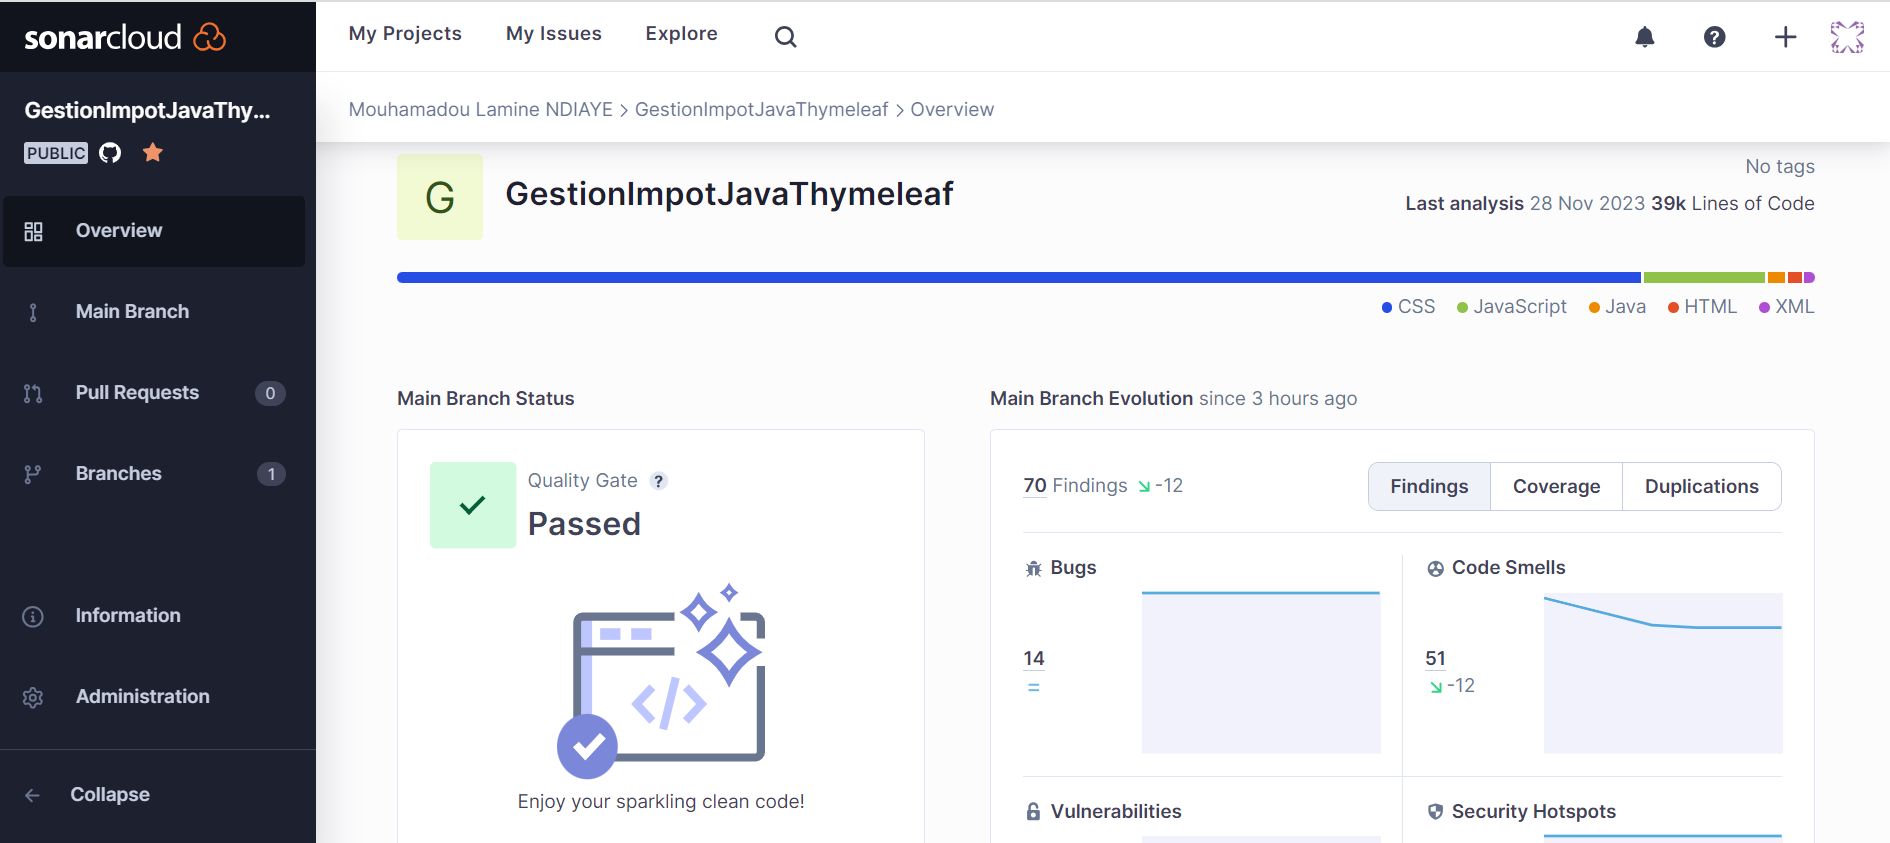 sonarcloud
My Projects
My Issues
Explore
GestionImpotJavaThy...
PUBLIC
Overview
Main Branch
Pull Requests 0
Branches 1
Information
Administration
Collapse
Mouhamadou Lamine NDIAYE > GestionImpotJavaThymeleaf > Overview
G
GestionImpotJavaThymeleaf
No tags
Last analysis 28 Nov 2023 39k Lines of Code
CSS JavaScript Java HTML XML
Main Branch Status
Quality Gate ?
Passed
</>
Enjoy your sparkling clean code!
Main Branch Evolution since 3 hours ago
70 Findings -12
Findings Coverage Duplications
Bugs
14
=
Code Smells
51
-12
Vulnerabilities
Security Hotspots